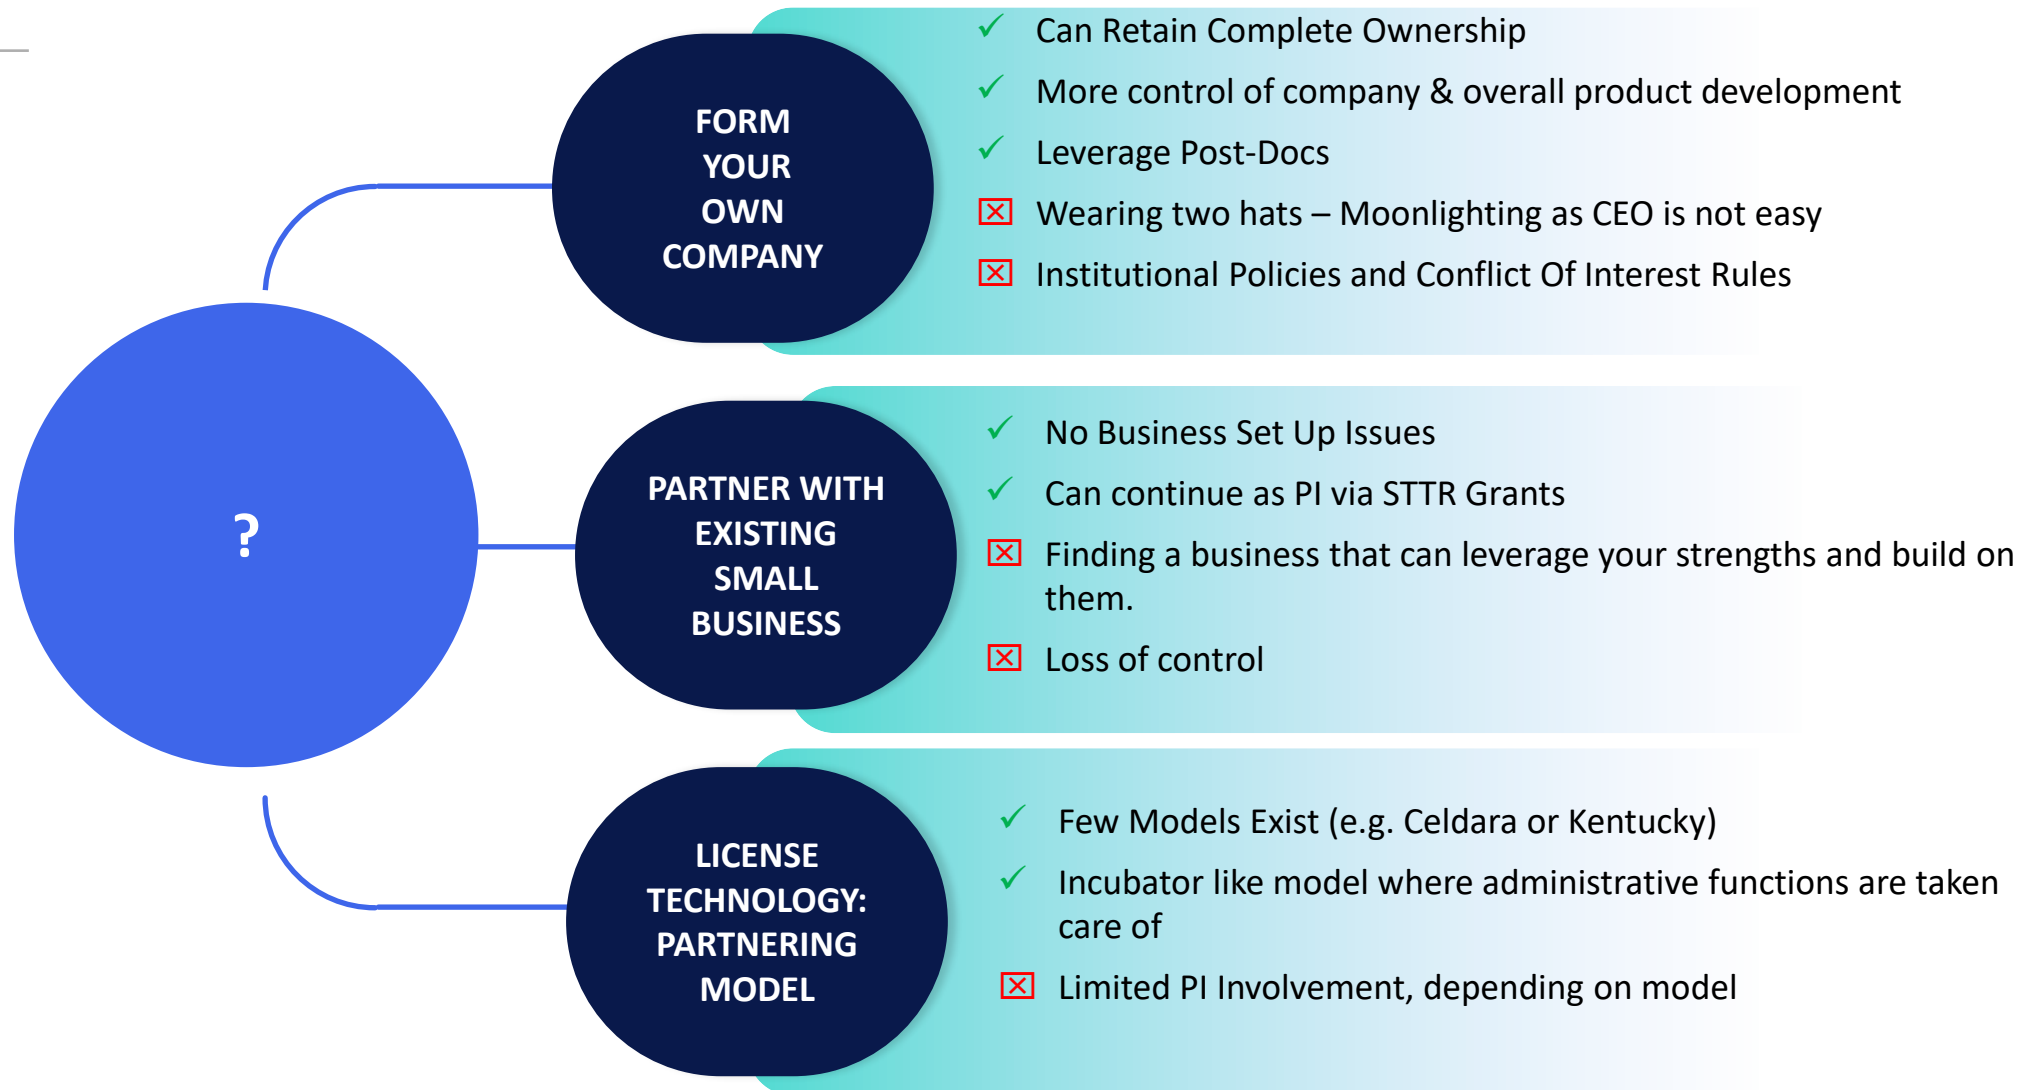 ?
FORM
YOUR
OWN
COMPANY
✓ Can Retain Complete Ownership
✓ More control of company & overall product development
✓ Leverage Post-Docs
☒ Wearing two hats – Moonlighting as CEO is not easy
☒ Institutional Policies and Conflict Of Interest Rules
PARTNER WITH
EXISTING
SMALL
BUSINESS
✓ No Business Set Up Issues
✓ Can continue as PI via STTR Grants
☒ Finding a business that can leverage your strengths and build on
them.
☒ Loss of control
LICENSE
TECHNOLOGY:
PARTNERING
MODEL
✓ Few Models Exist (e.g. Celdara or Kentucky)
✓ Incubator like model where administrative functions are taken
care of
☒ Limited PI Involvement, depending on model